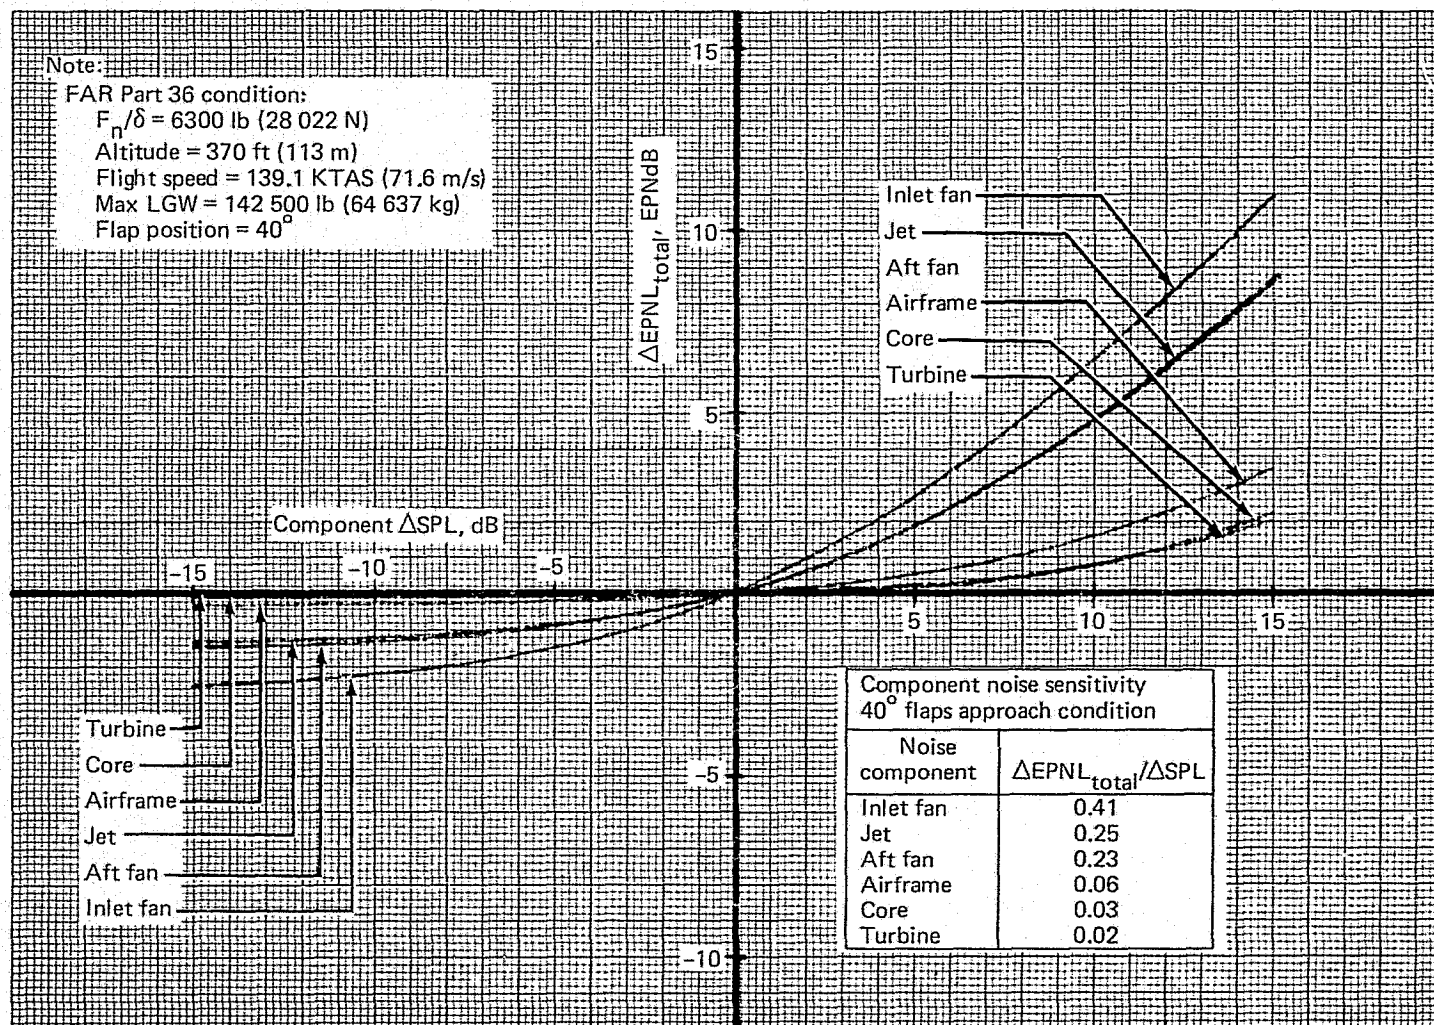 Note:
FAR Part 36 condition:
Fn/δ = 6300 lb (28 022 N)
Altitude = 370 ft (113 m)
Flight speed = 139.1 KTAS (71.6 m/s)
Max LGW = 142 500 lb (64 637 kg)
Flap position = 40°
ΔEPNLtotal, EPNdB
15
10
5
-5
-10
Inlet fan
Jet
Aft fan
Airframe
Core
Turbine
Component ΔSPL, dB
-15
-10
-5
5
10
15
Turbine
Core
Airframe
Jet
Aft fan
Inlet fan
Component noise sensitivity
40° flaps approach condition
Noise component ΔEPNLtotal/ΔSPL
Inlet fan 0.41
Jet 0.25
Aft fan 0.23
Airframe 0.06
Core 0.03
Turbine 0.02